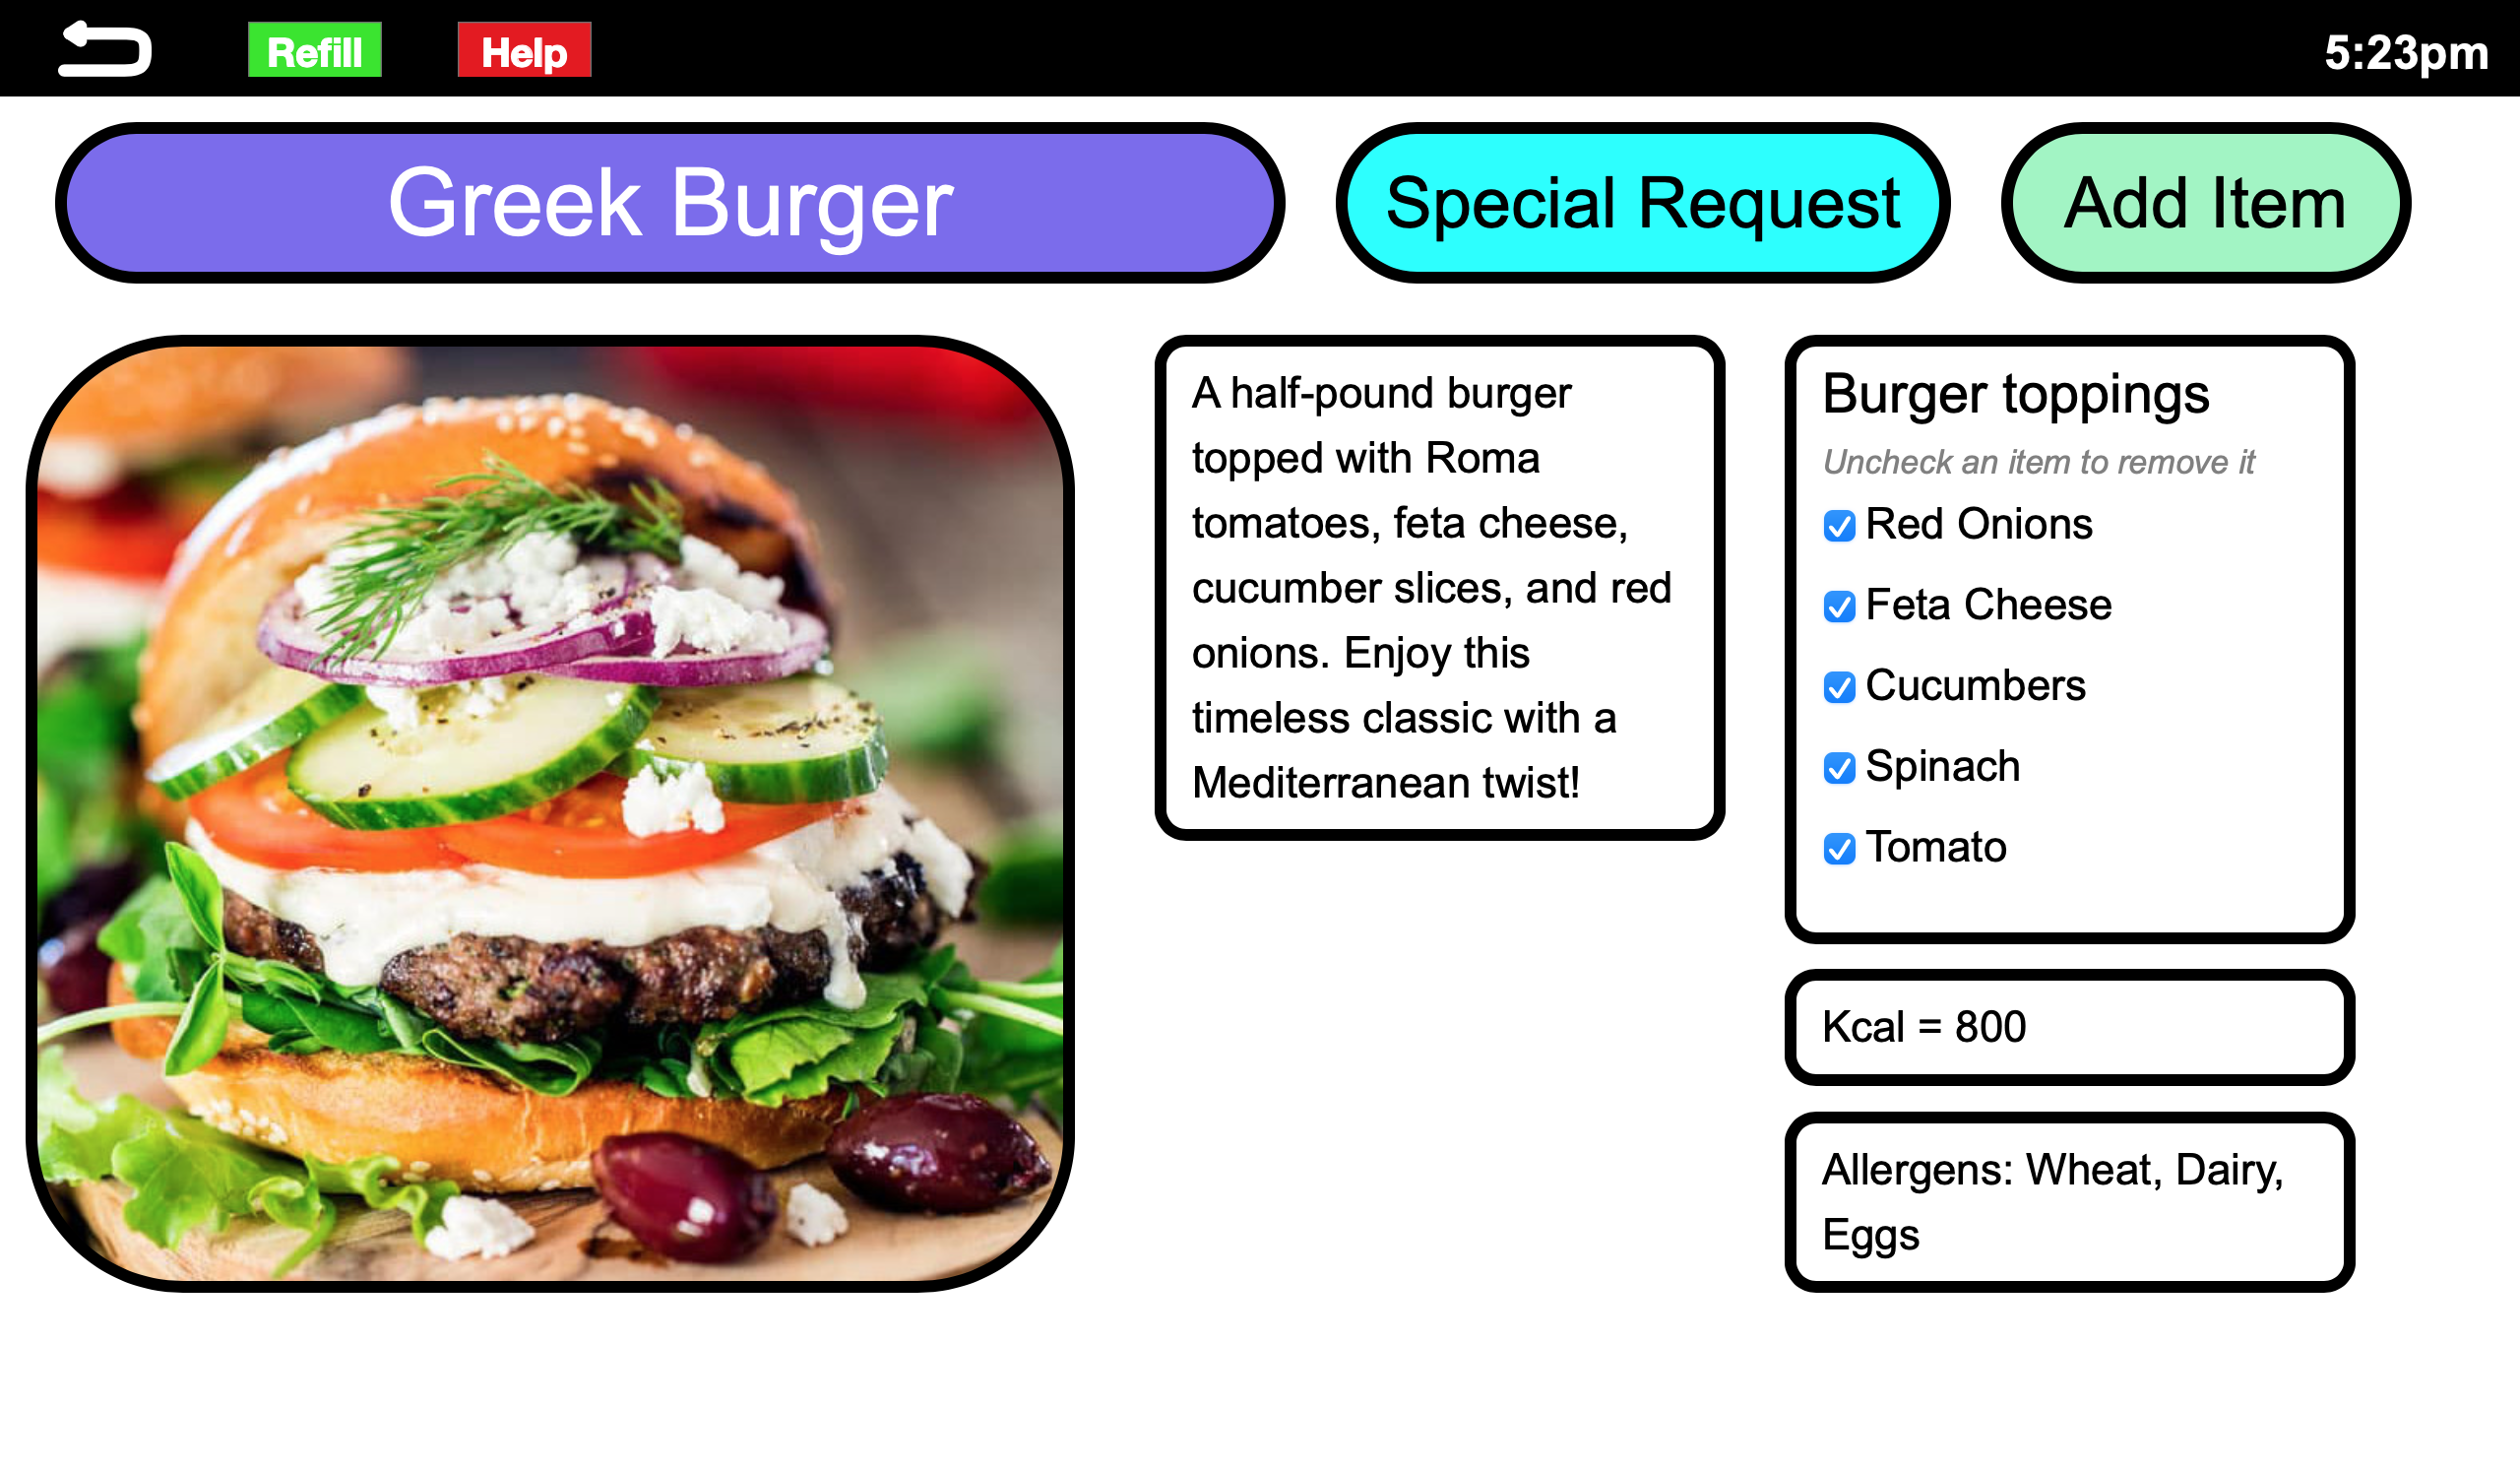 Refill
Help
5:23pm
Greek Burger
Special Request
Add Item
A half-pound burger
topped with Roma
tomatoes, feta cheese,
cucumber slices, and red
onions. Enjoy this
timeless classic with a
Mediterranean twist!
Burger toppings
Uncheck an item to remove it
Red Onions
Feta Cheese
Cucumbers
Spinach
Tomato
Kcal = 800
Allergens: Wheat, Dairy,
Eggs